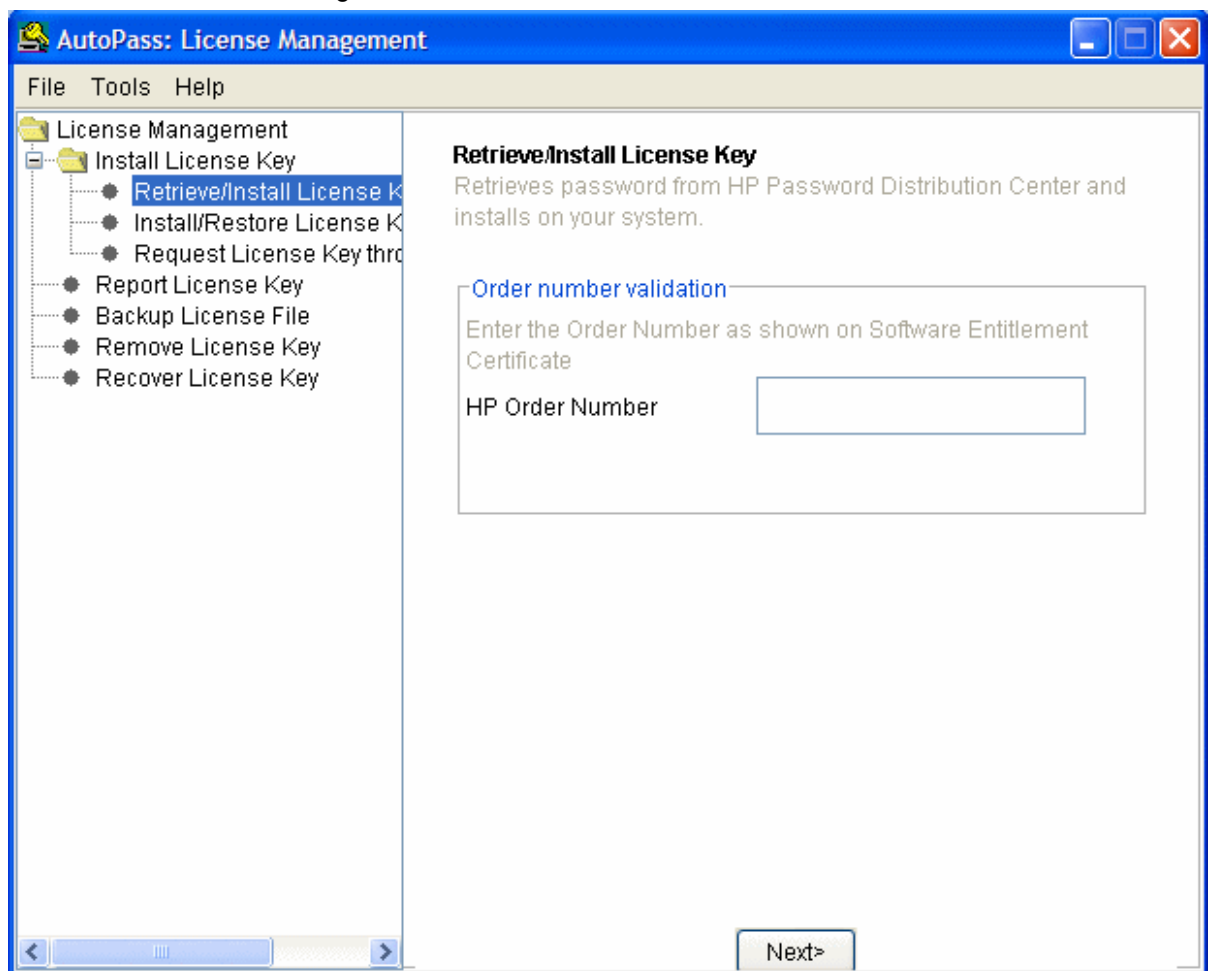 AutoPass: License Management
File Tools Help
License Management
Install License Key
Retrieve/Install License K
Install/Restore License K
Request License Key thro
Report License Key
Backup License File
Remove License Key
Recover License Key
Retrieve/Install License Key
Retrieves password from HP Password Distribution Center and
installs on your system.
Order number validation
Enter the Order Number as shown on Software Entitlement
Certificate
HP Order Number
Next>